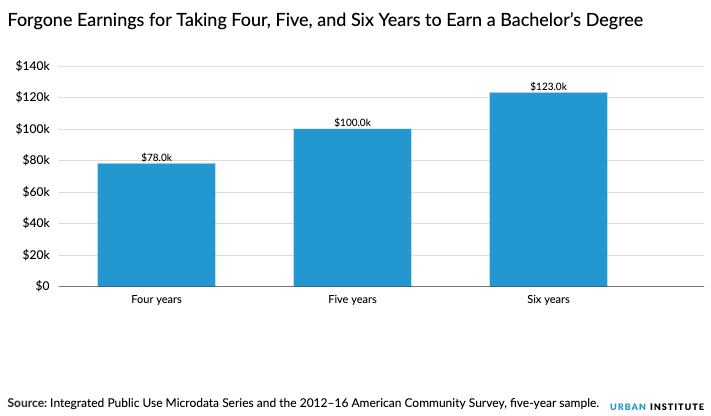 Forgone Earnings for Taking Four, Five, and Six Years to Earn a Bachelor’s Degree
$140k
$120k
$100k
$80k
$60k
$40k
$20k
$0
$78.0k
$100.0k
$123.0k
Four years
Five years
Six years
Source: Integrated Public Use Microdata Series and the 2012–16 American Community Survey, five-year sample.
URBAN INSTITUTE